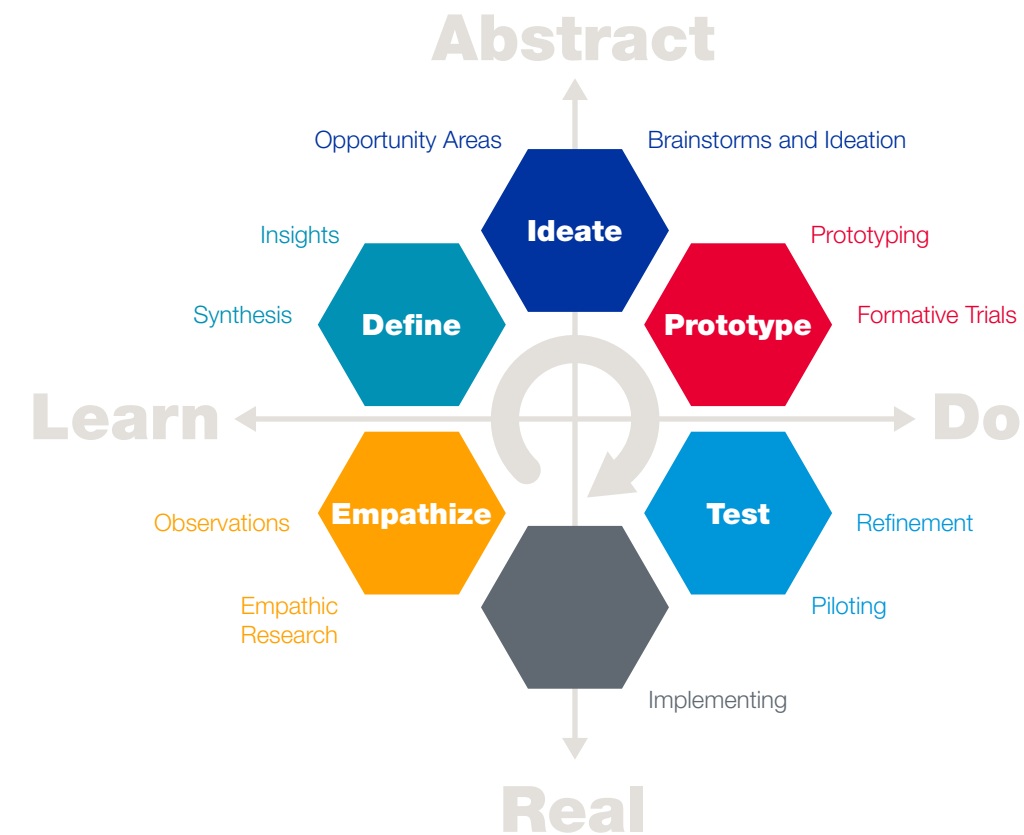 Abstract
Opportunity Areas
Brainstorms and Ideation
Ideate
Insights
Prototyping
Synthesis
Define
Prototype
Formative Trials
Learn
Do
Observations
Empathize
Test
Refinement
Empathic
Research
Piloting
Implementing
Real